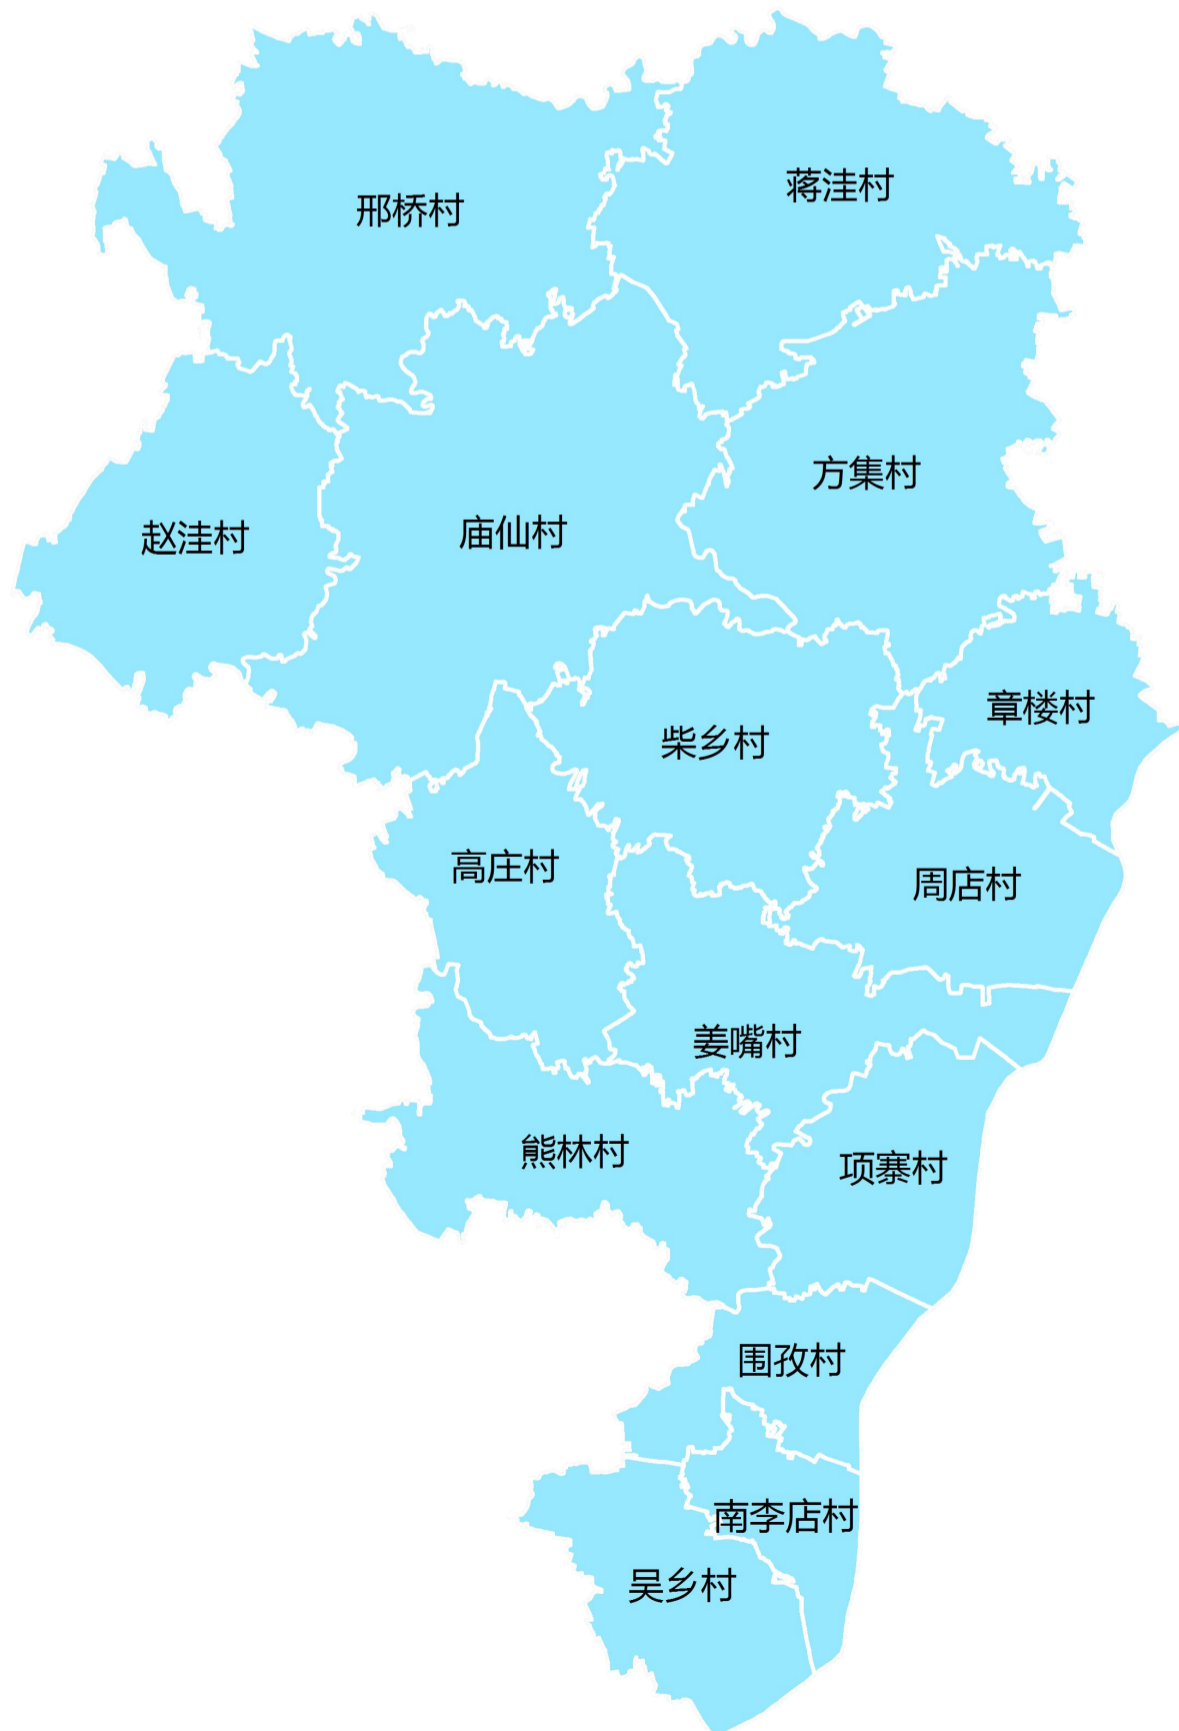 蒋洼村
邢桥村
方集村
庙仙村
赵洼村
章楼村
柴乡村
高庄村
周店村
姜嘴村
熊林村
项寨村
围孜村
南李店村
吴乡村